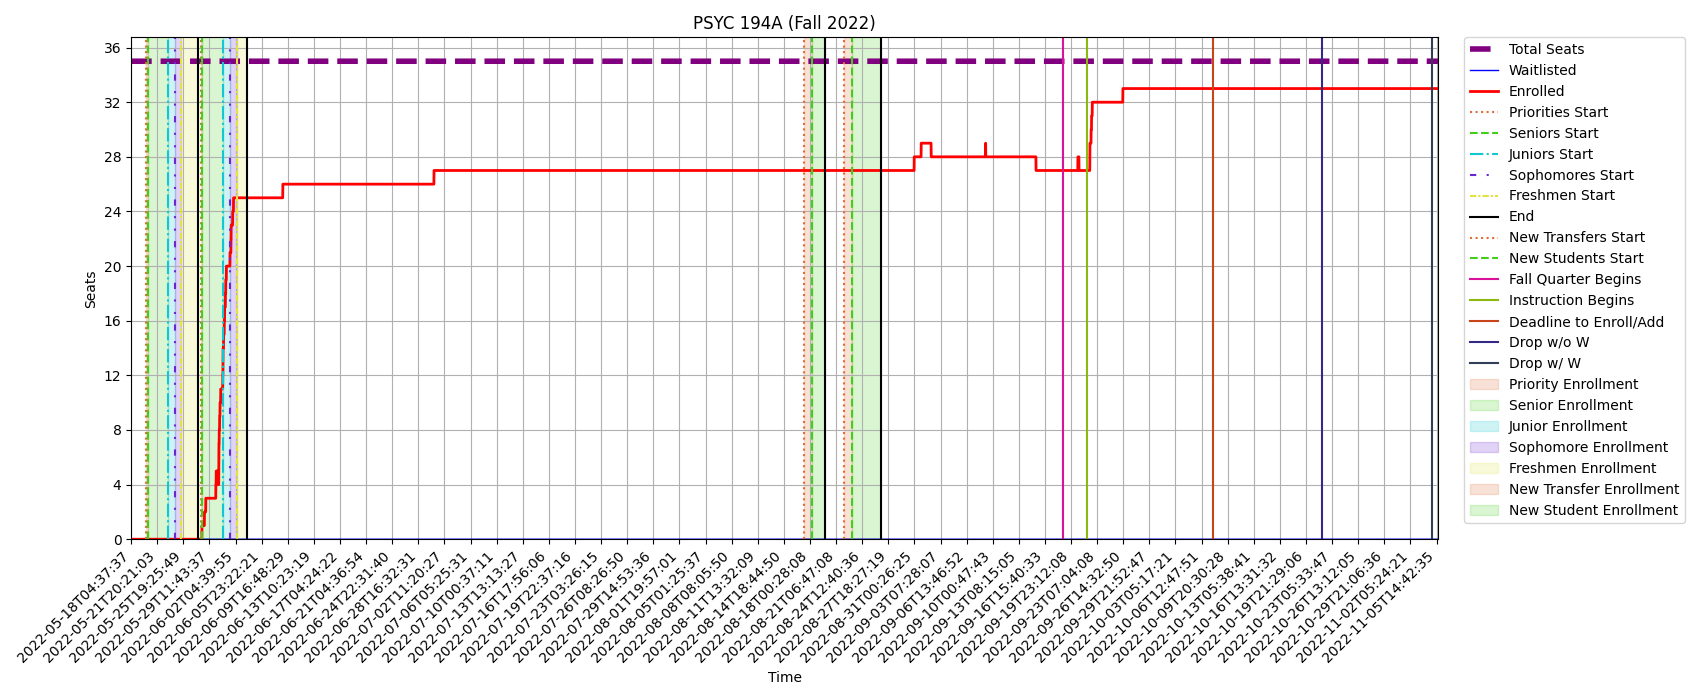 PSYC 194A (Fall 2022)
Seats
36
32
28
24
20
16
12
8
4
0
2022-05-18T04:37:37
2022-05-21T20:21:03
2022-05-25T19:25:49
2022-05-29T11:43:37
2022-06-02T04:39:55
2022-06-05T23:22:21
2022-06-09T16:48:29
2022-06-13T10:23:19
2022-06-17T04:24:22
2022-06-21T04:36:54
2022-06-24T22:31:40
2022-06-28T16:32:31
2022-07-02T11:20:27
2022-07-06T05:25:31
2022-07-10T00:37:11
2022-07-13T13:13:27
2022-07-16T17:56:06
2022-07-19T22:37:16
2022-07-23T03:26:15
2022-07-26T08:26:50
2022-07-29T14:53:36
2022-08-01T19:57:01
2022-08-05T01:25:37
2022-08-08T08:05:50
2022-08-11T13:32:09
2022-08-14T18:44:50
2022-08-18T00:28:08
2022-08-21T06:47:08
2022-08-24T12:40:36
2022-08-27T18:27:19
2022-08-31T00:26:25
2022-09-03T07:28:07
2022-09-06T13:46:52
2022-09-10T00:47:43
2022-09-13T08:15:05
2022-09-16T15:40:33
2022-09-19T23:12:08
2022-09-23T07:04:08
2022-09-26T14:32:50
2022-09-29T21:52:47
2022-10-03T05:17:21
2022-10-06T12:47:51
2022-10-09T20:30:28
2022-10-13T05:38:41
2022-10-16T13:31:32
2022-10-19T21:29:06
2022-10-23T05:33:47
2022-10-26T13:12:05
2022-10-29T21:06:36
2022-11-02T05:24:21
2022-11-05T14:42:35
Time
Total Seats
Waitlisted
Enrolled
Priorities Start
Seniors Start
Juniors Start
Sophomores Start
Freshmen Start
End
New Transfers Start
New Students Start
Fall Quarter Begins
Instruction Begins
Deadline to Enroll/Add
Drop w/o W
Drop w/ W
Priority Enrollment
Senior Enrollment
Junior Enrollment
Sophomore Enrollment
Freshmen Enrollment
New Transfer Enrollment
New Student Enrollment